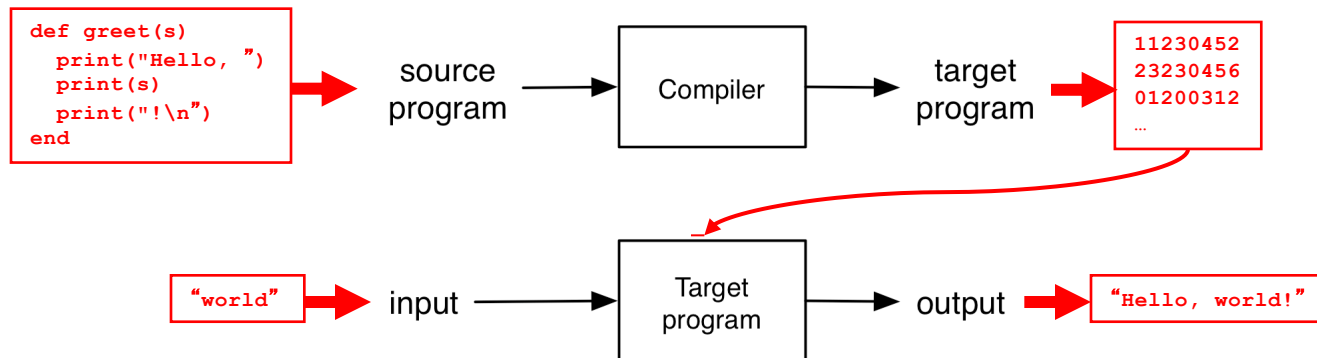 def greet(s)
  print("Hello, ”)
  print(s)
  print("!\n”)
end
source
program
Compiler
target
program
11230452
23230456
01200312
…
“world”
input
Target
program
output
“Hello, world!”